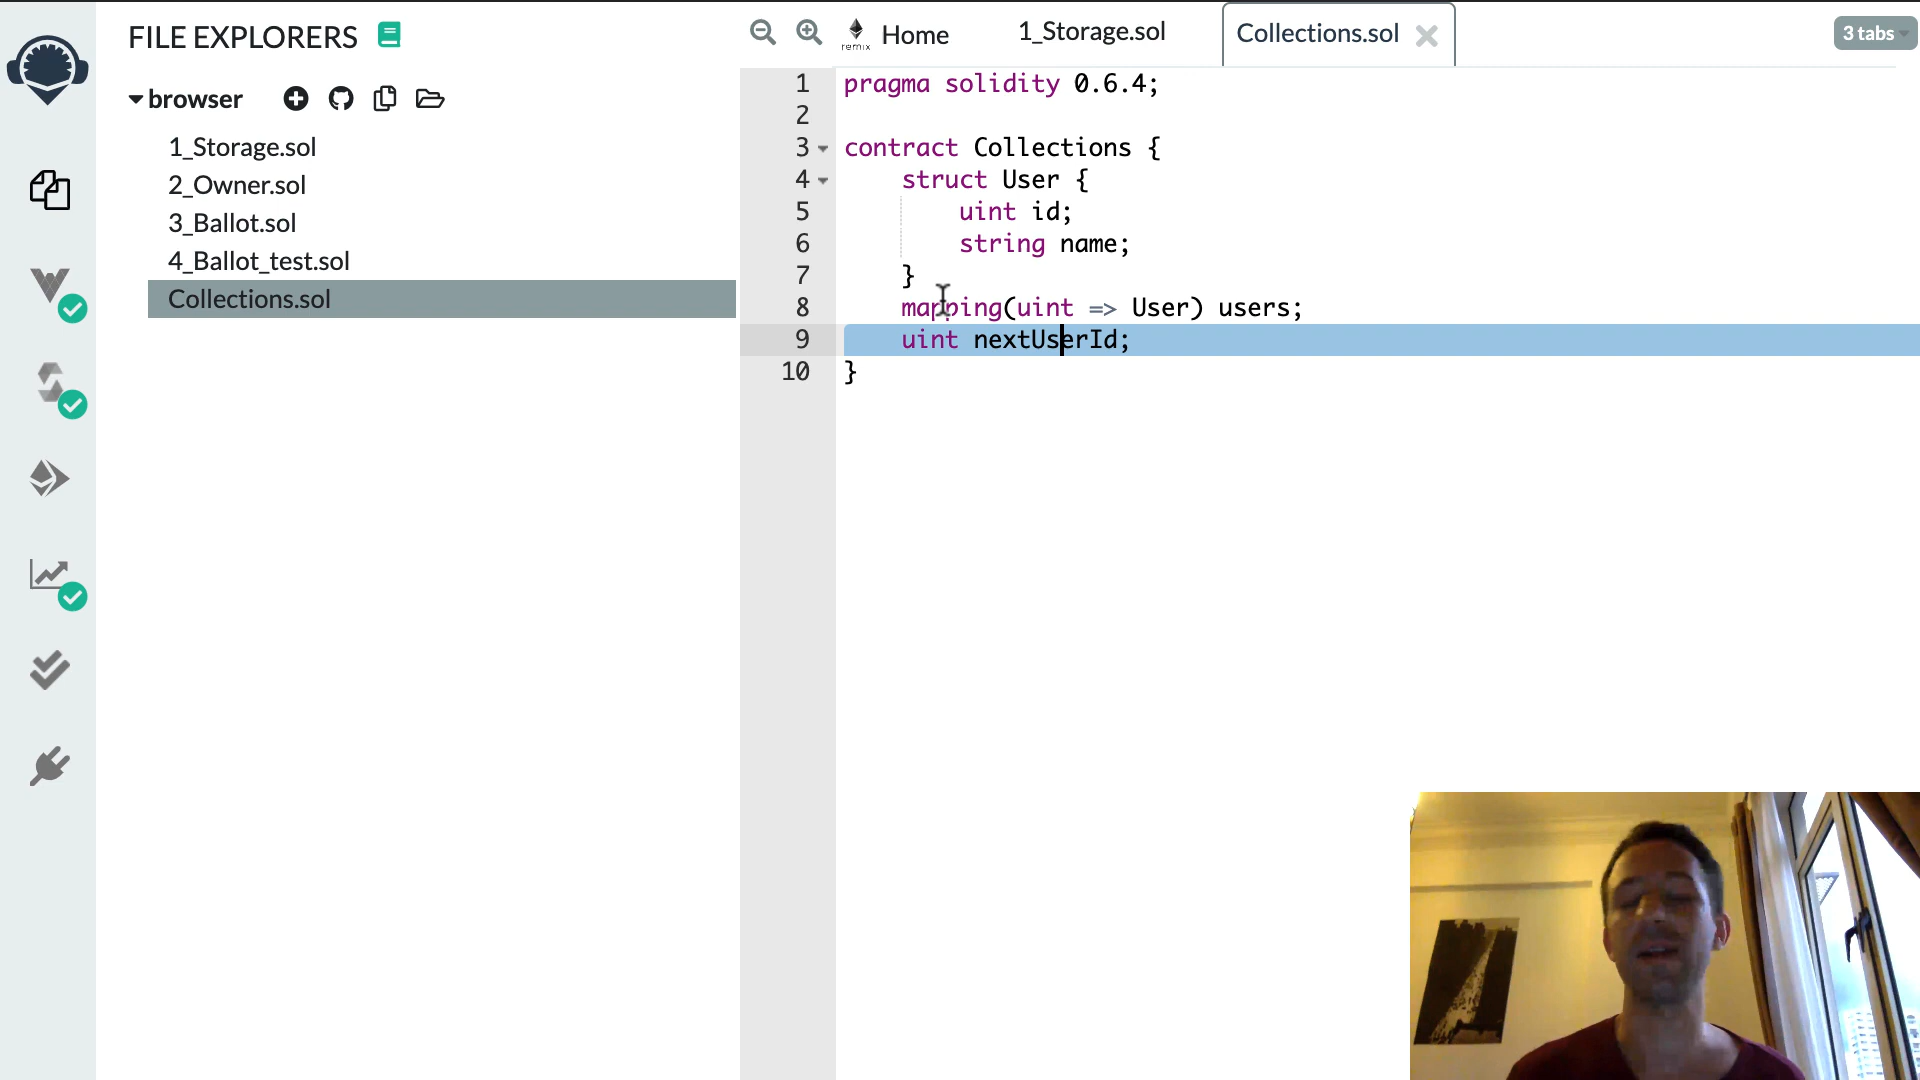 FILE EXPLORERS
browser
1_Storage.sol
2_Owner.sol
3_Ballot.sol
4_Ballot_test.sol
Collections.sol
remix
Home
1_Storage.sol
Collections.sol
3 tabs
1 pragma solidity 0.6.4;
2
3 contract Collections {
4 struct User {
5 uint id;
6 string name;
7 }
8 mapping(uint => User) users;
9 uint nextUserId;
10 }